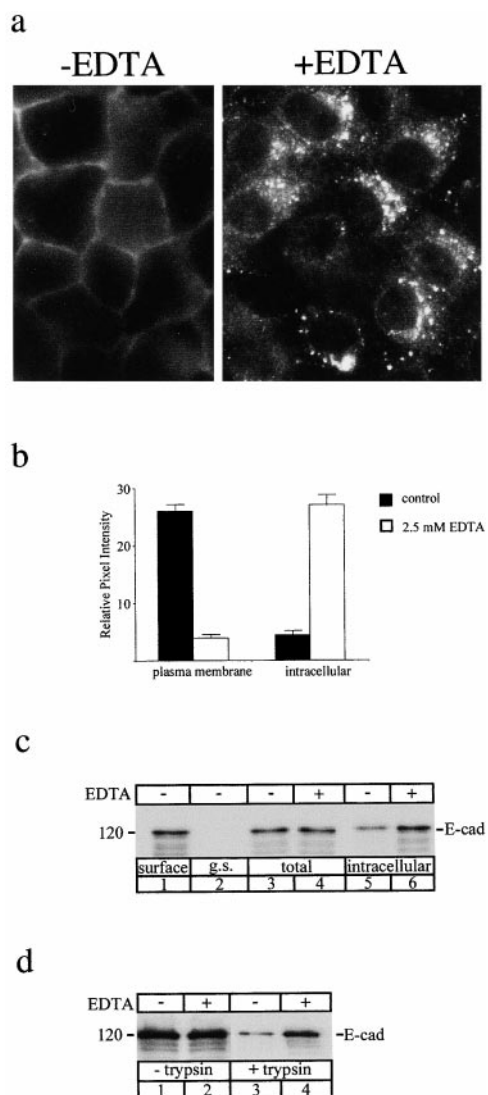 a
-EDTA +EDTA
b
30
20
10
Relative Pixel Intensity
control
2.5 mM EDTA
plasma membrane intracellular
c
EDTA - - - + - +
120 - -E-cad
surface g.s. total intracellular
1 2 3 4 5 6
d
EDTA - + - +
120 - -E-cad
- trypsin + trypsin
1 2 3 4